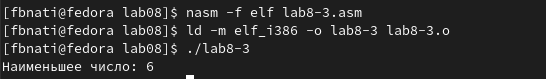 [fbnati@fedora lab08]$ nasm -f elf lab8-3.asm
[fbnati@fedora lab08]$ ld -m elf_i386 -o lab8-3 lab8-3.o
[fbnati@fedora lab08]$ ./lab8-3
Наименьшее число: 6